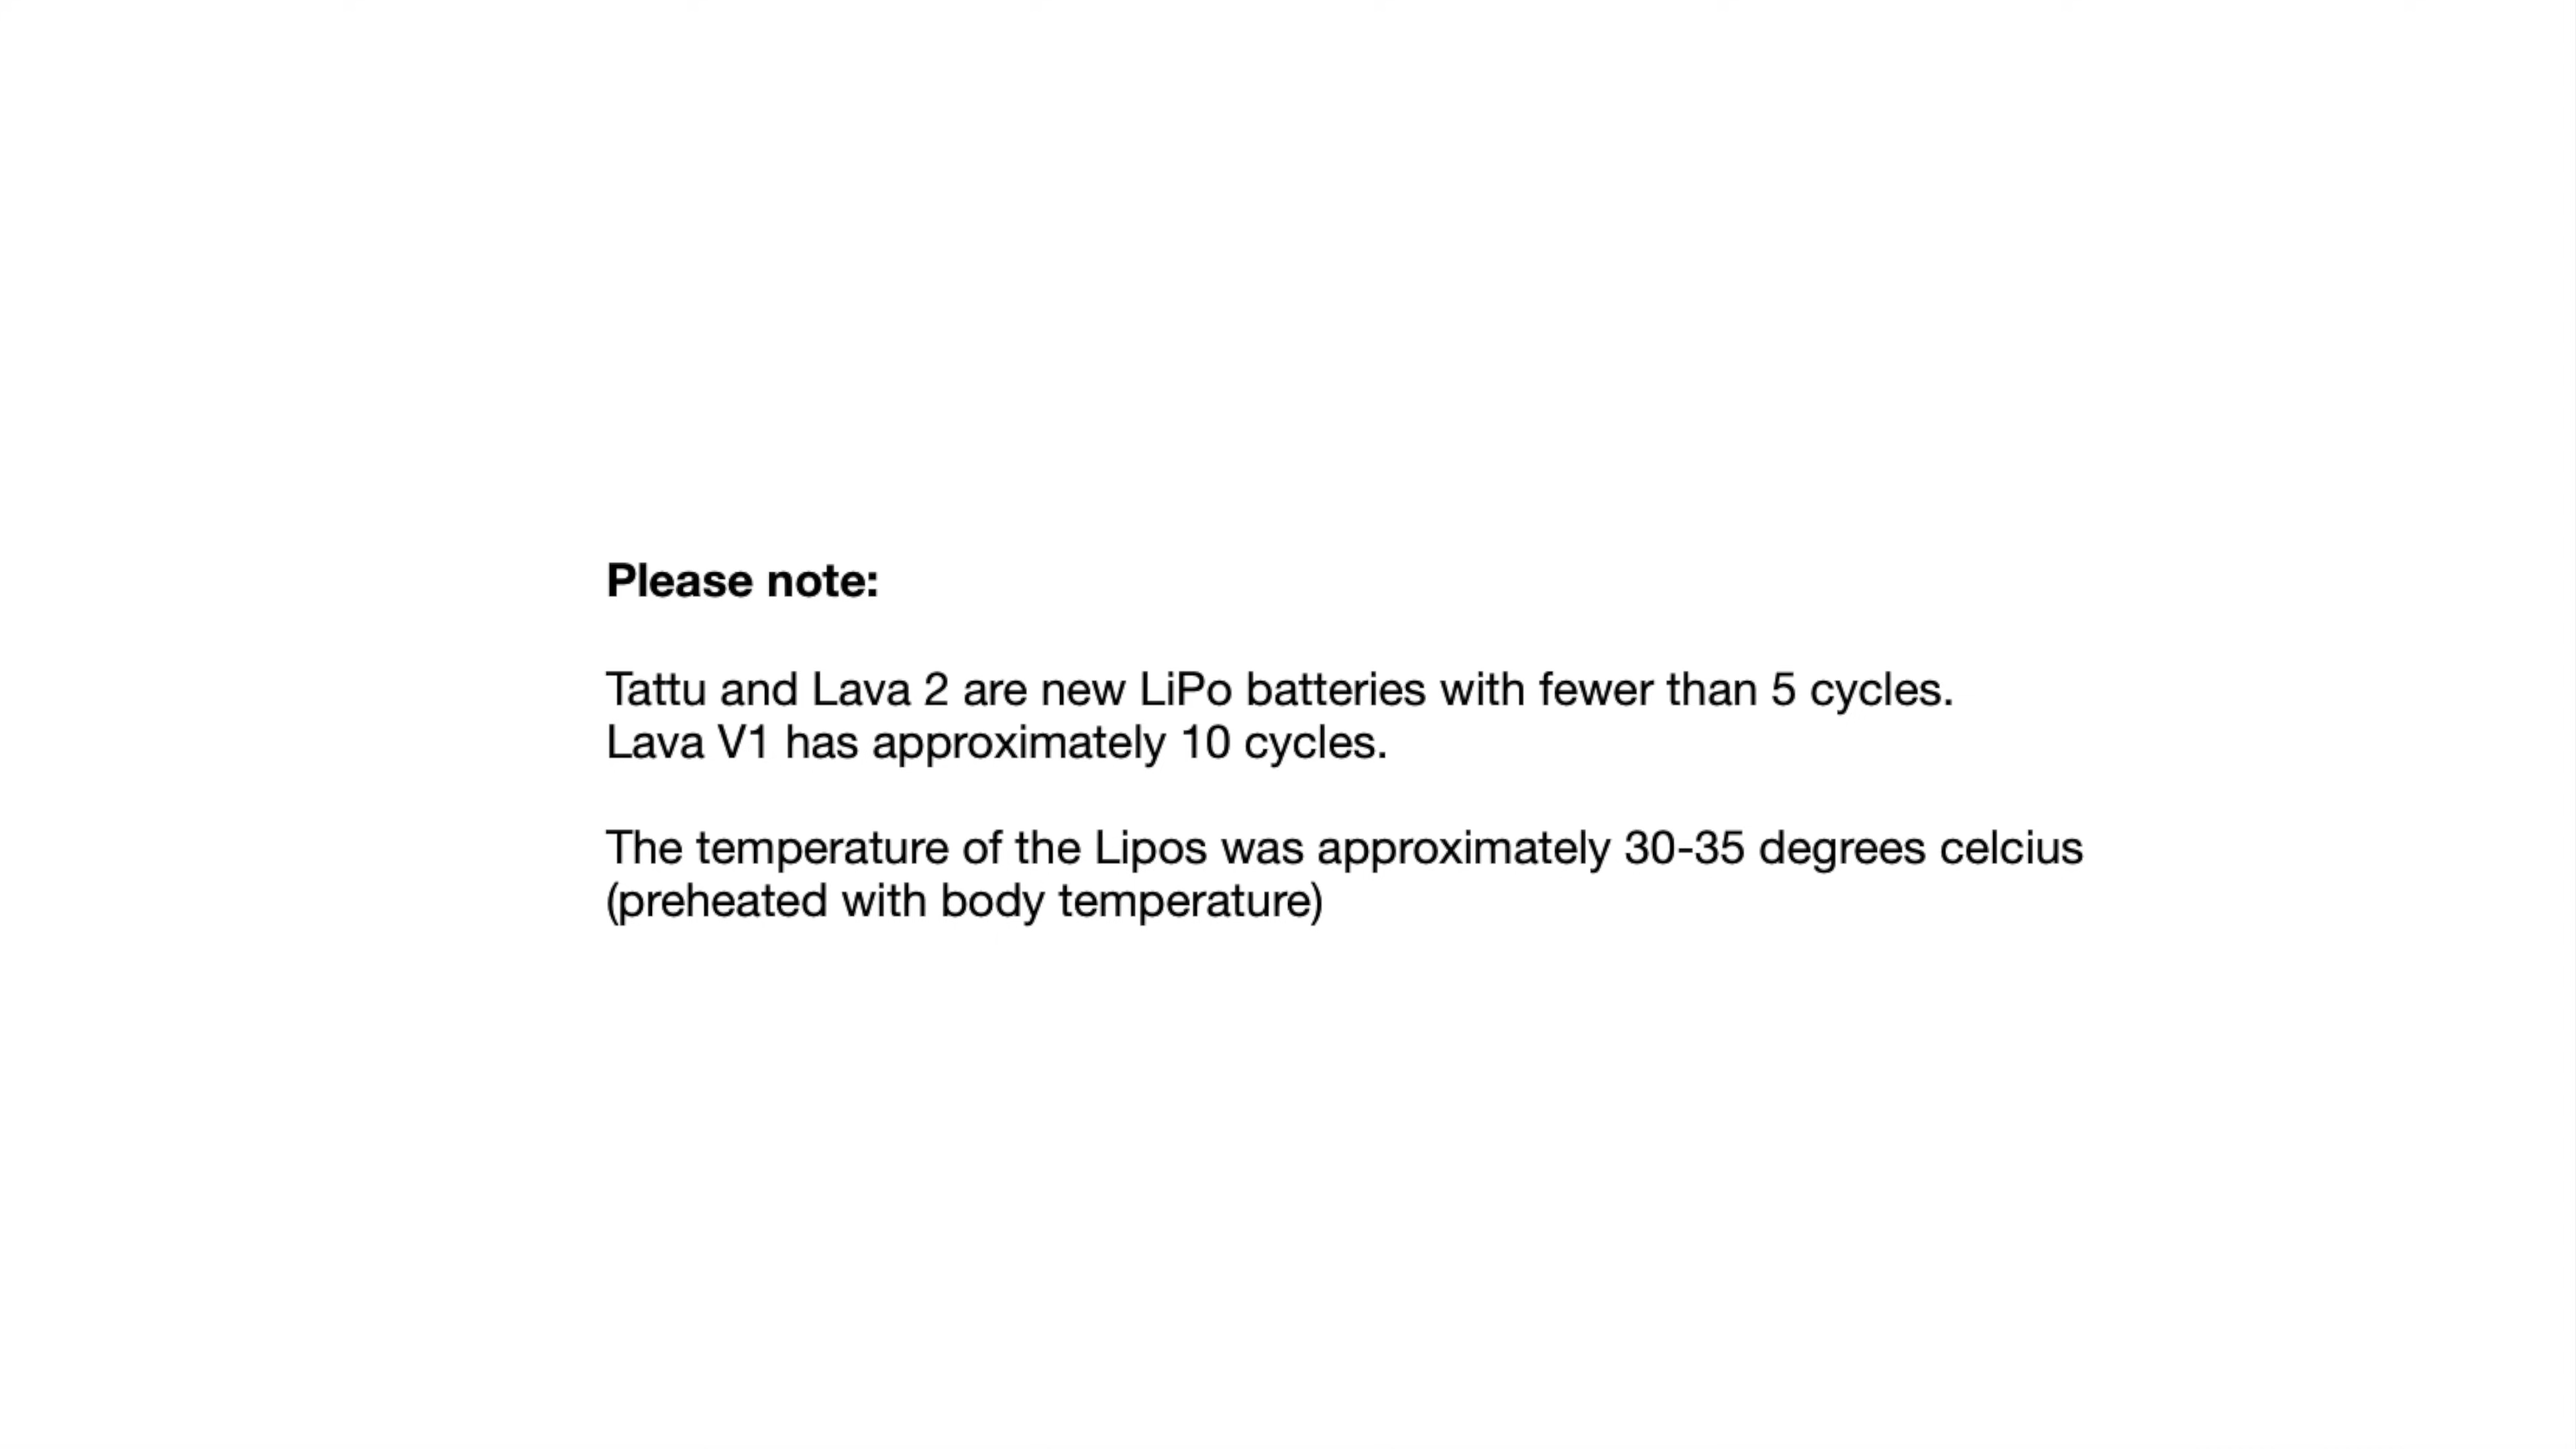 Please note:
Tattu and Lava 2 are new LiPo batteries with fewer than 5 cycles.
Lava V1 has approximately 10 cycles.
The temperature of the Lipos was approximately 30-35 degrees celcius
(preheated with body temperature)